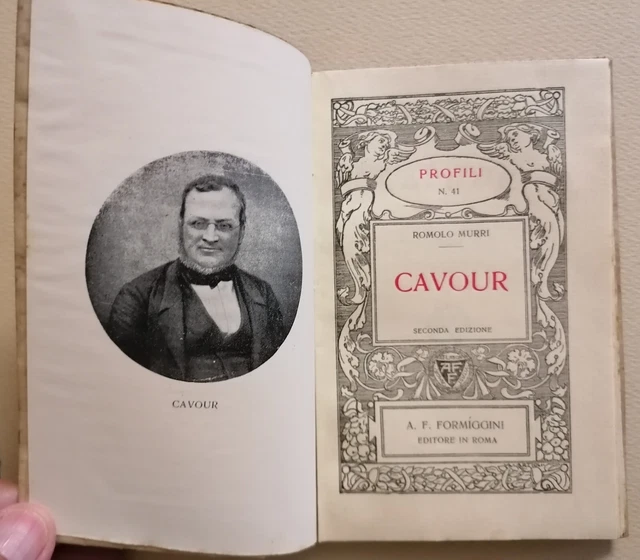 CAVOUR
PROFILI
N. 41
ROMOLO MURRI
CAVOUR
SECONDA EDIZIONE
AFF
A. F. FORMÍGGINI
EDITORE IN ROMA